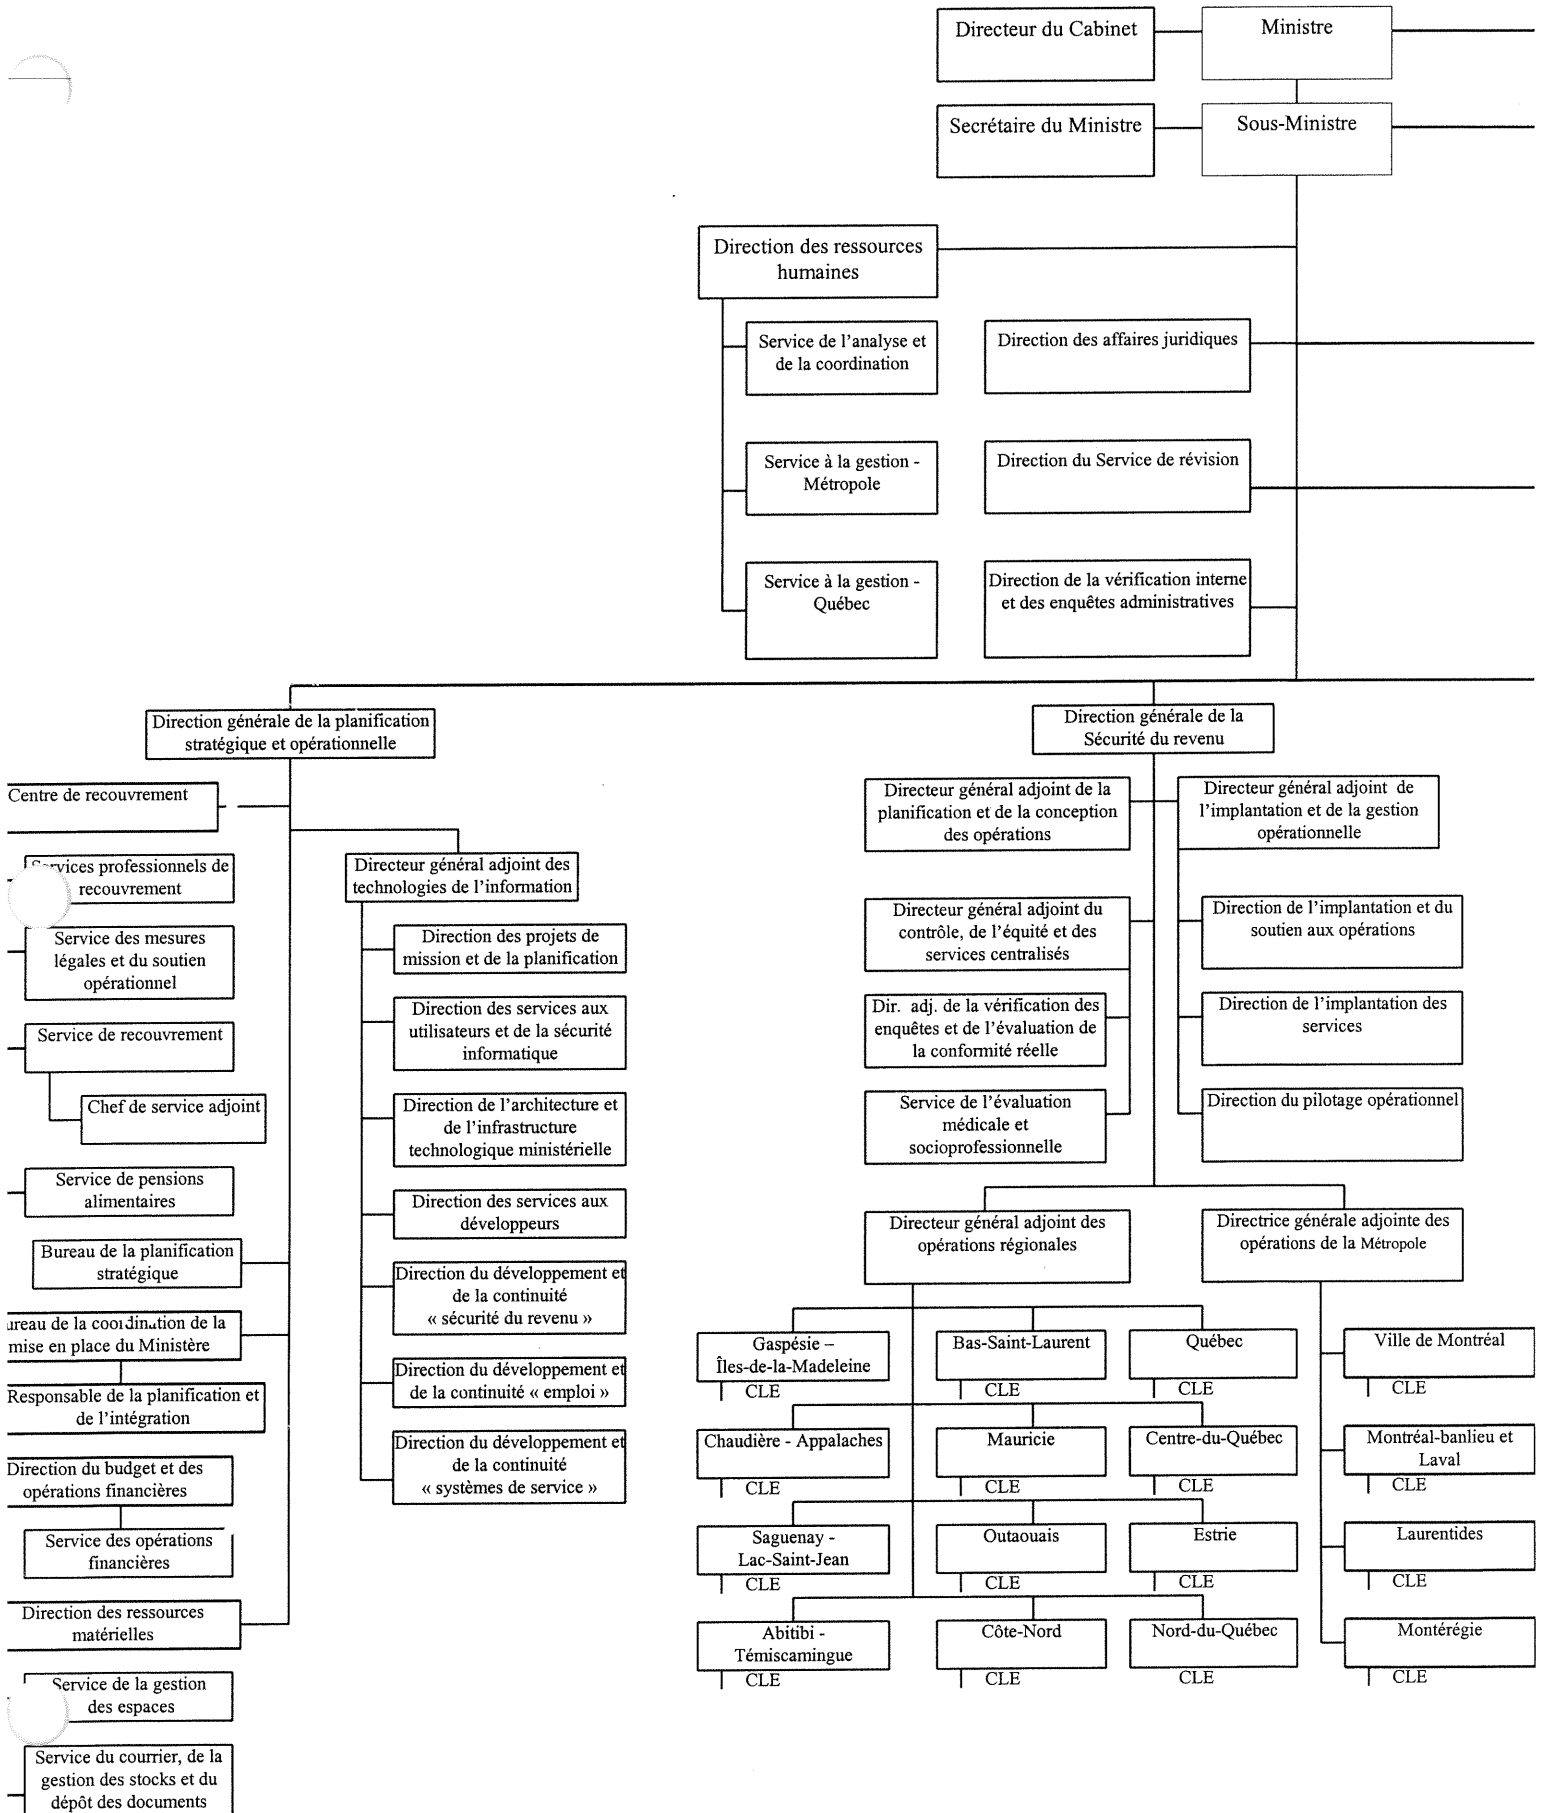 Directeur du Cabinet
Ministre
Secrétaire du Ministre
Sous-Ministre
Direction des ressources
humaines
Service de l'analyse et
de la coordination
Direction des affaires juridiques
Service à la gestion -
Métropole
Direction du Service de révision
Service à la gestion -
Québec
Direction de la vérification interne
et des enquêtes administratives
Direction générale de la planification
stratégique et opérationnelle
Centre de recouvrement
Services professionnels de
recouvrement
Service des mesures
légales et du soutien
opérationnel
Service de recouvrement
Chef de service adjoint
Service de pensions
alimentaires
Bureau de la planification
stratégique
ureau de la coordination de la
mise en place du Ministère
Responsable de la planification et
de l'intégration
Direction du budget et des
opérations financières
Service des opérations
financières
Direction des ressources
matérielles
Service de la gestion
des espaces
Service du courrier, de la
gestion des stocks et du
dépôt des documents
Directeur général adjoint des
technologies de l'information
Direction des projets de
mission et de la planification
Direction des services aux
utilisateurs et de la sécurité
informatique
Direction de l'architecture et
de l'infrastructure
technologique ministérielle
Direction des services aux
développeurs
Direction du développement et
de la continuité
« sécurité du revenu »
Direction du développement et
de la continuité « emploi »
Direction du développement et
de la continuité
« systèmes de service »
Direction générale de la
Sécurité du revenu
Directeur général adjoint de la
planification et de la conception
des opérations
Directeur général adjoint de
l'implantation et de la gestion
opérationnelle
Directeur général adjoint du
contrôle, de l'équité et des
services centralisés
Direction de l'implantation et du
soutien aux opérations
Dir. adj. de la vérification des
enquêtes et de l'évaluation de
la conformité réelle
Direction de l'implantation des
services
Service de l'évaluation
médicale et
socioprofessionnelle
Direction du pilotage opérationnel
Directeur général adjoint des
opérations régionales
Directrice générale adjointe des
opérations de la Métropole
Gaspésie –
Îles-de-la-Madeleine
CLE
Bas-Saint-Laurent
CLE
Québec
CLE
Ville de Montréal
CLE
Chaudière - Appalaches
CLE
Mauricie
CLE
Centre-du-Québec
CLE
Montréal-banlieu et
Laval
CLE
Saguenay -
Lac-Saint-Jean
CLE
Outaouais
CLE
Estrie
CLE
Laurentides
CLE
Abitibi -
Témiscamingue
CLE
Côte-Nord
CLE
Nord-du-Québec
CLE
Montérégie
CLE